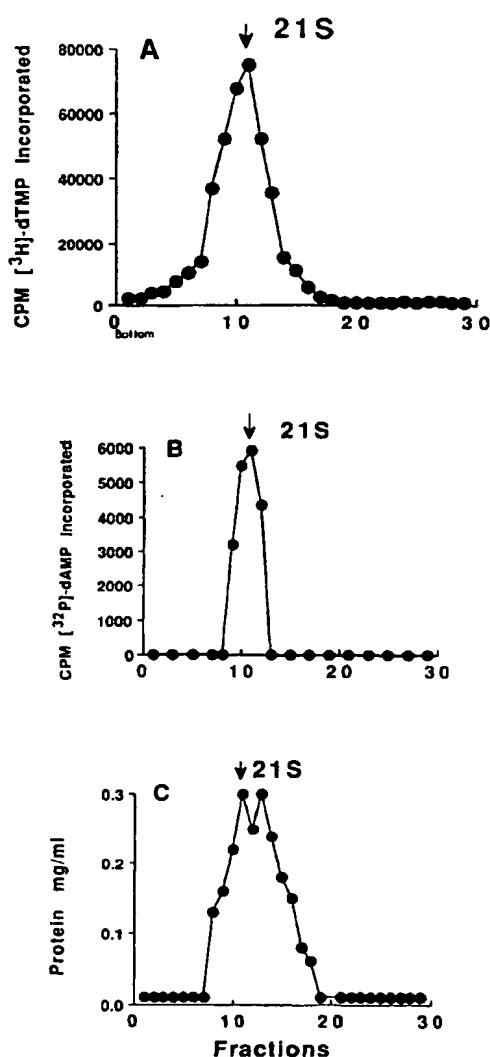 A
21S
CPM [3H]-dTMP Incorporated
80000
60000
40000
20000
0
0 10 20 30
Bottom
B
21S
CPM [32P]-dAMP Incorporated
6000
5000
4000
3000
2000
1000
0
0 10 20 30
C
21S
Protein mg/ml
0.3
0.2
0.1
0.0
0 10 20 30
Fractions